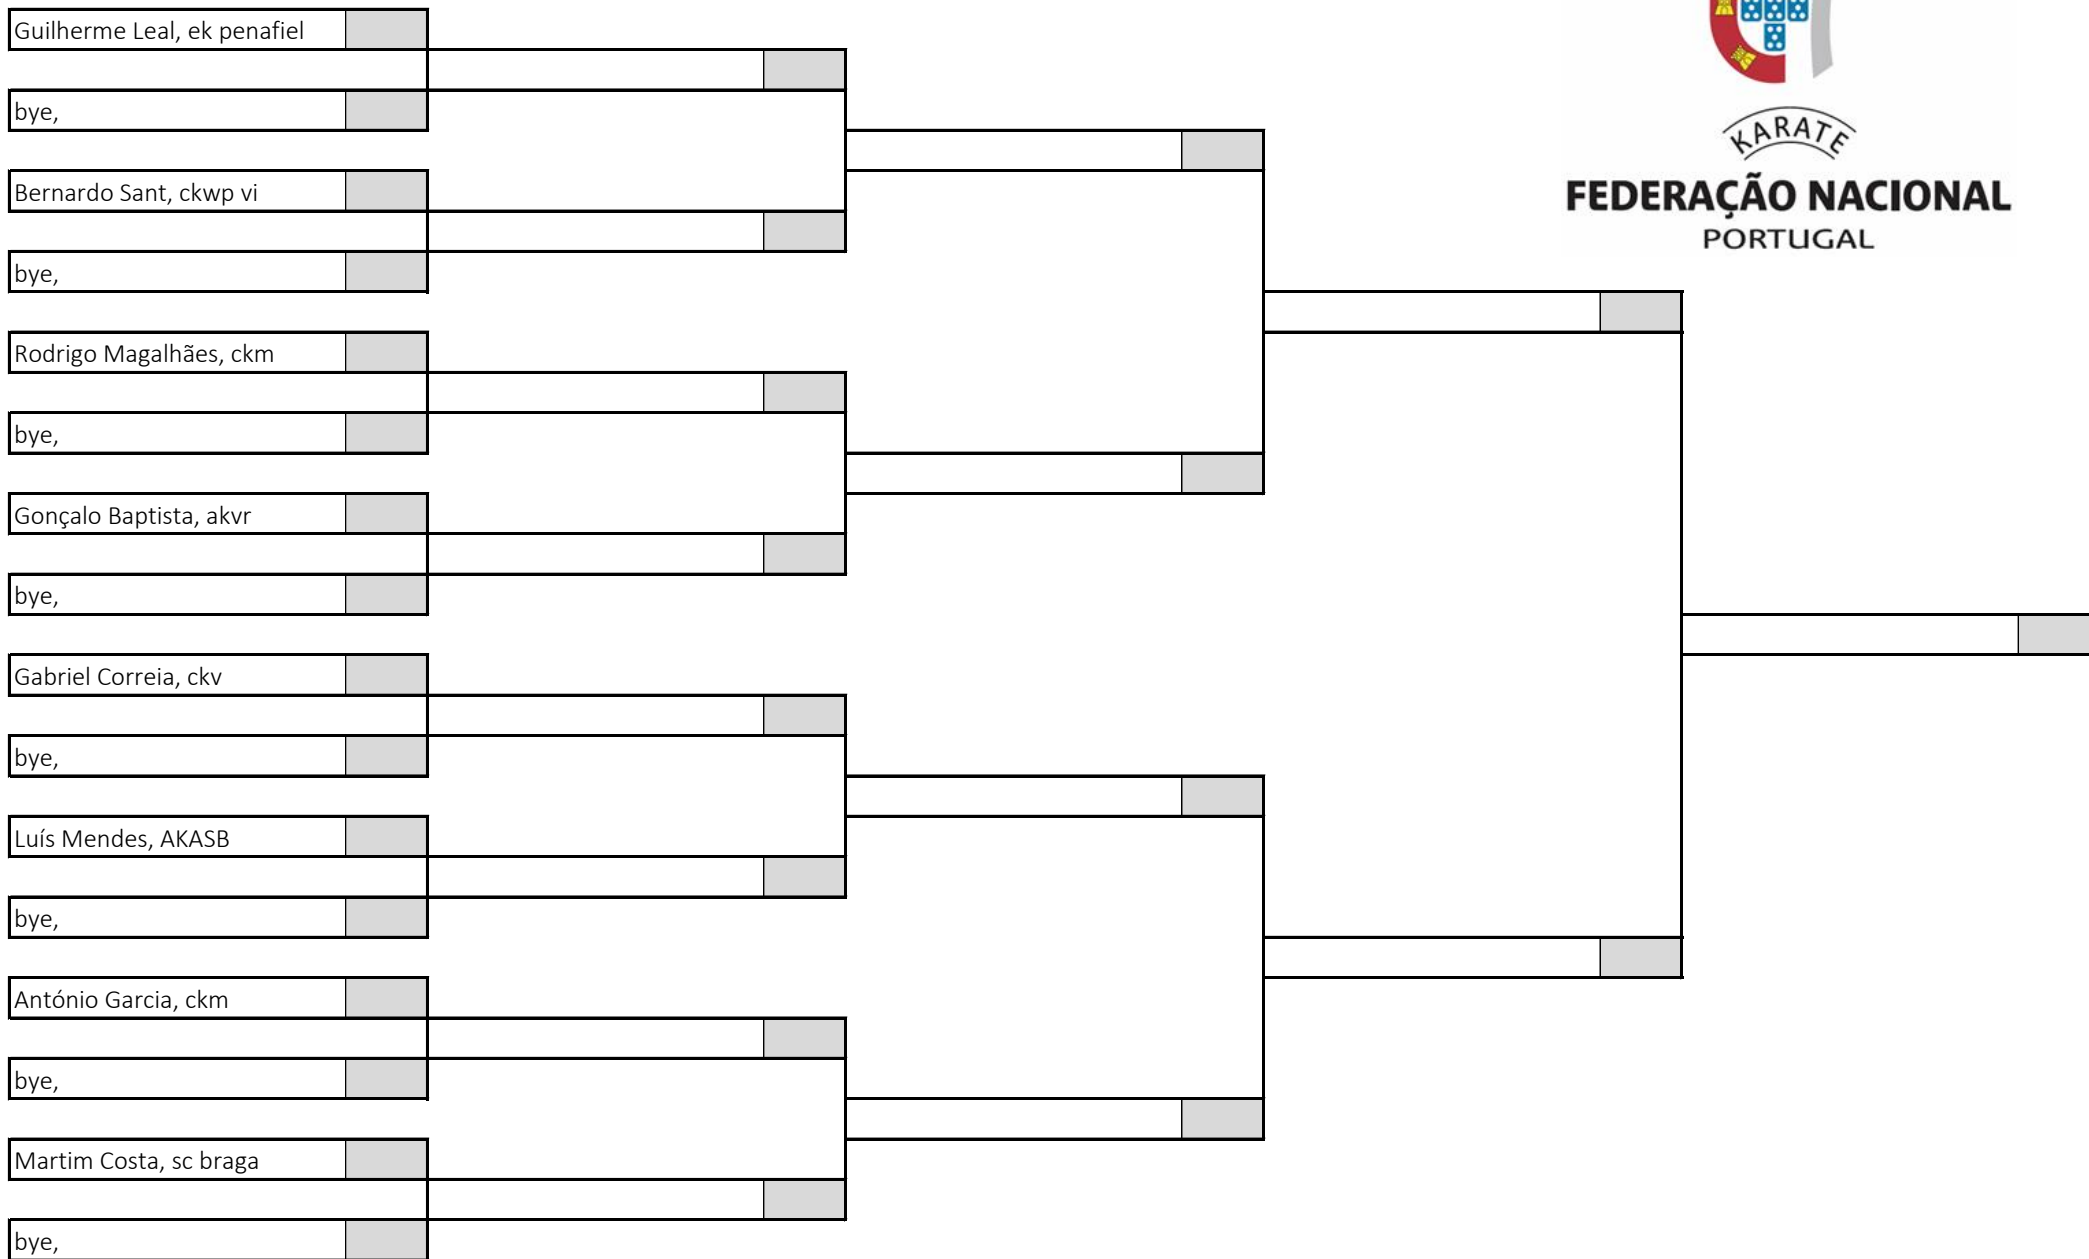 Guilherme Leal, ek penafiel
bye,
Bernardo Sant, ckwp vi
bye,
Rodrigo Magalhães, ckm
bye,
Gonçalo Baptista, akvr
bye,
Gabriel Correia, ckv
bye,
Luís Mendes, AKASB
bye,
António Garcia, ckm
bye,
Martim Costa, sc braga
bye,
KARATE
FEDERAÇÃO NACIONAL
PORTUGAL